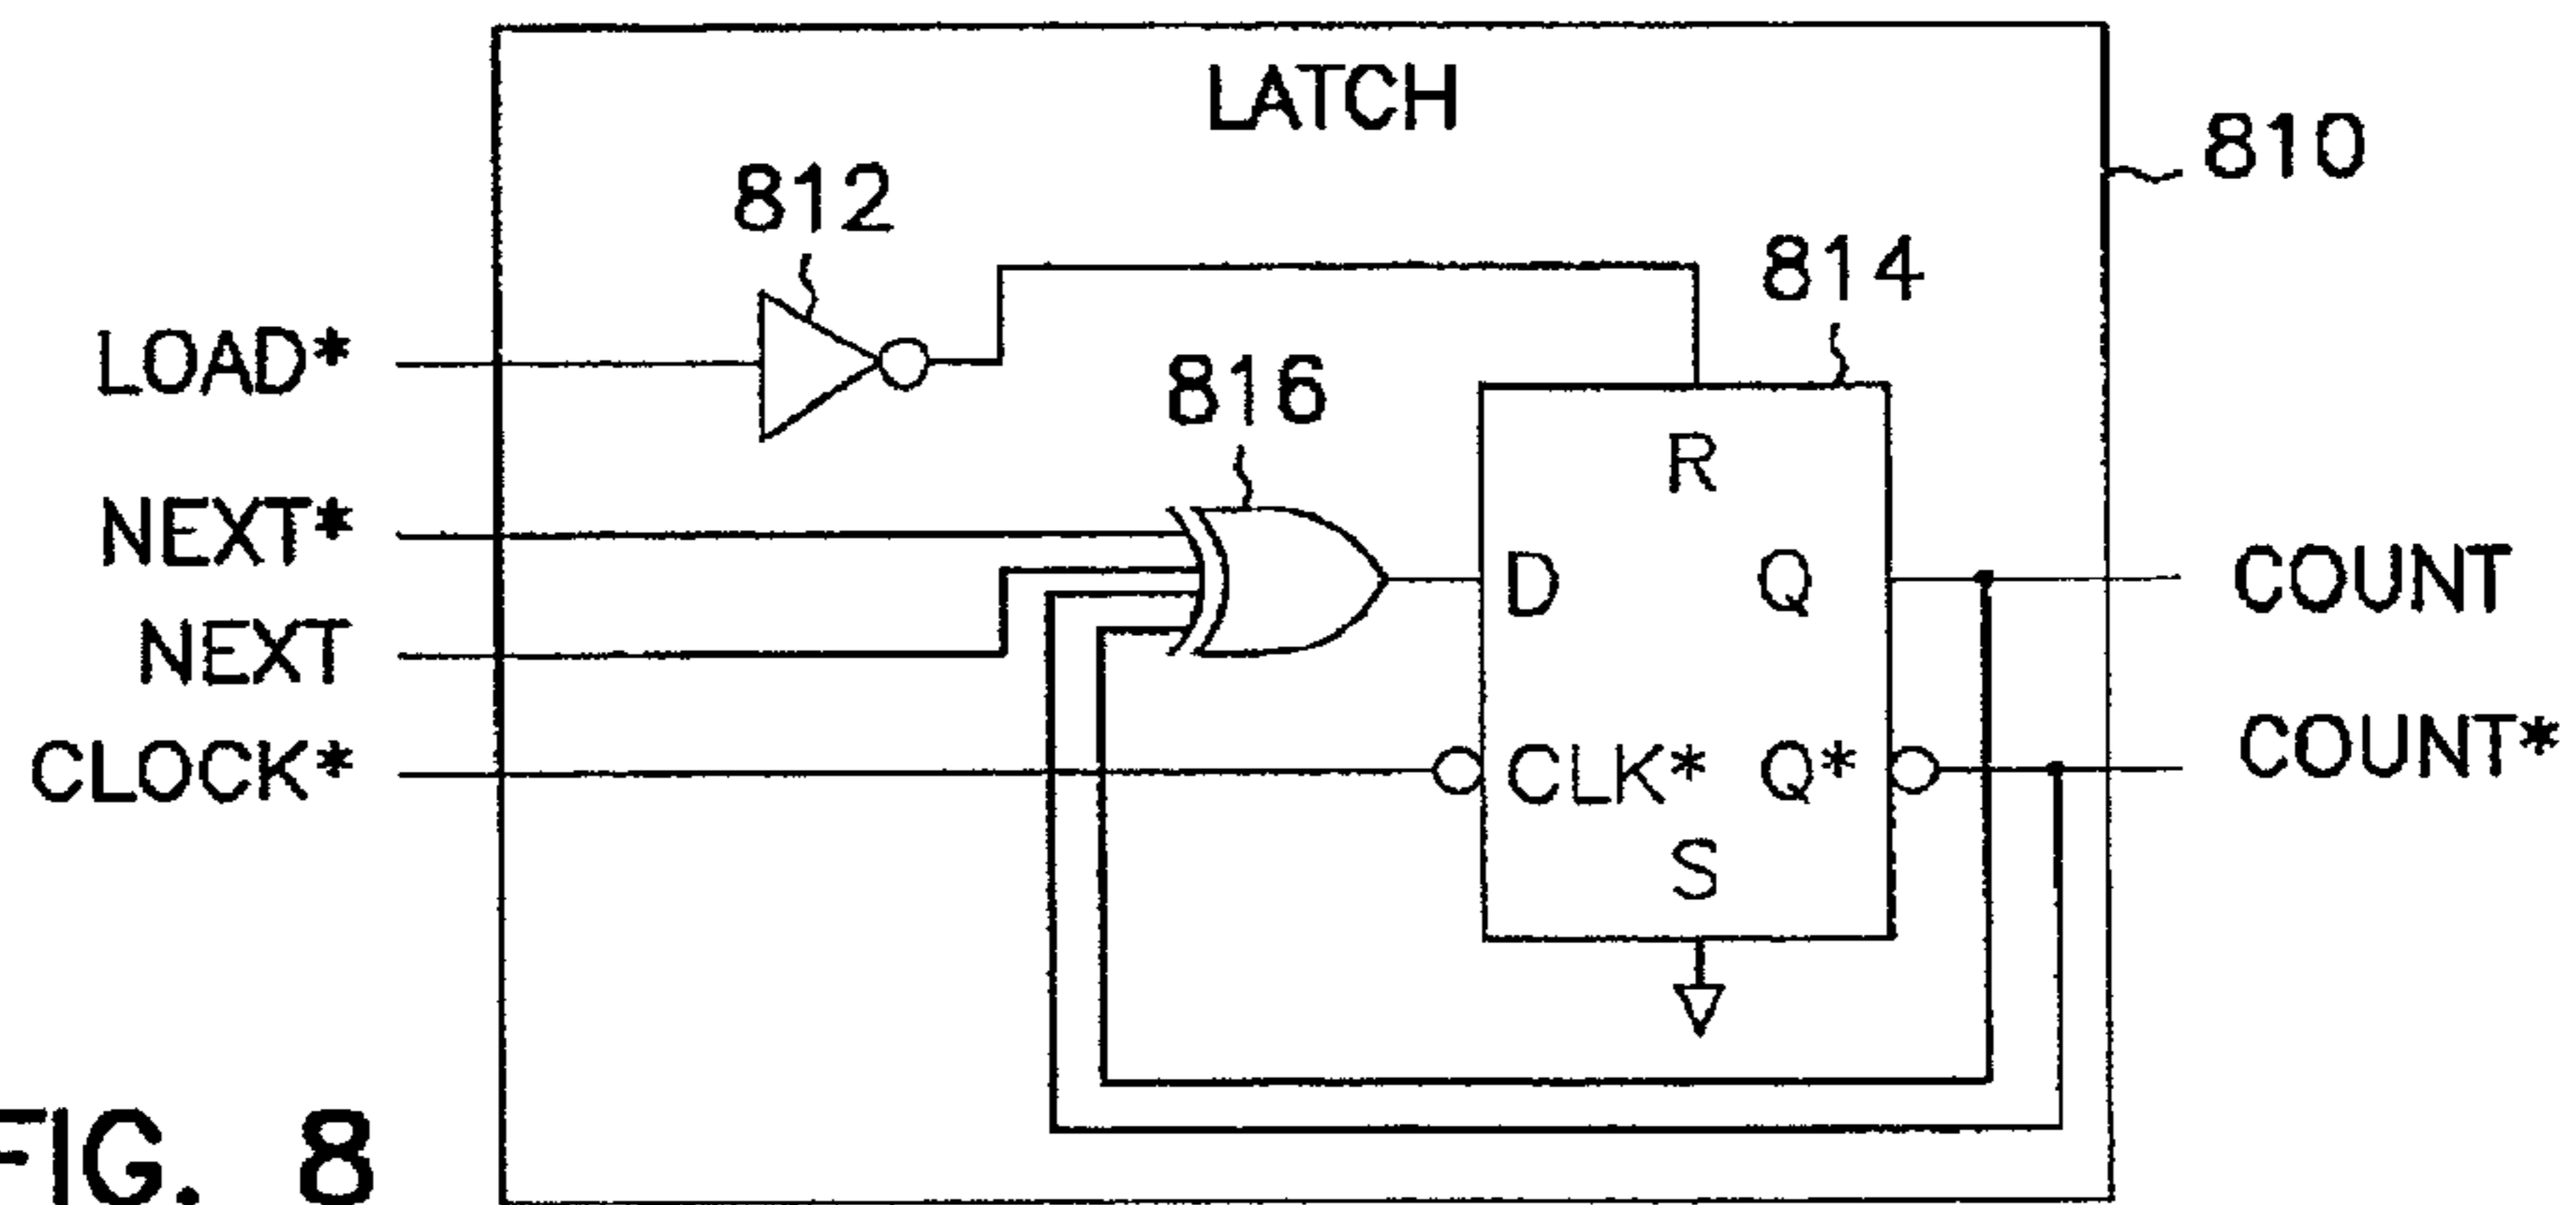 LATCH
810
812
814
LOAD*
816
R
NEXT*
D Q COUNT
NEXT
CLOCK* CLK* Q* COUNT*
S
FIG. 8